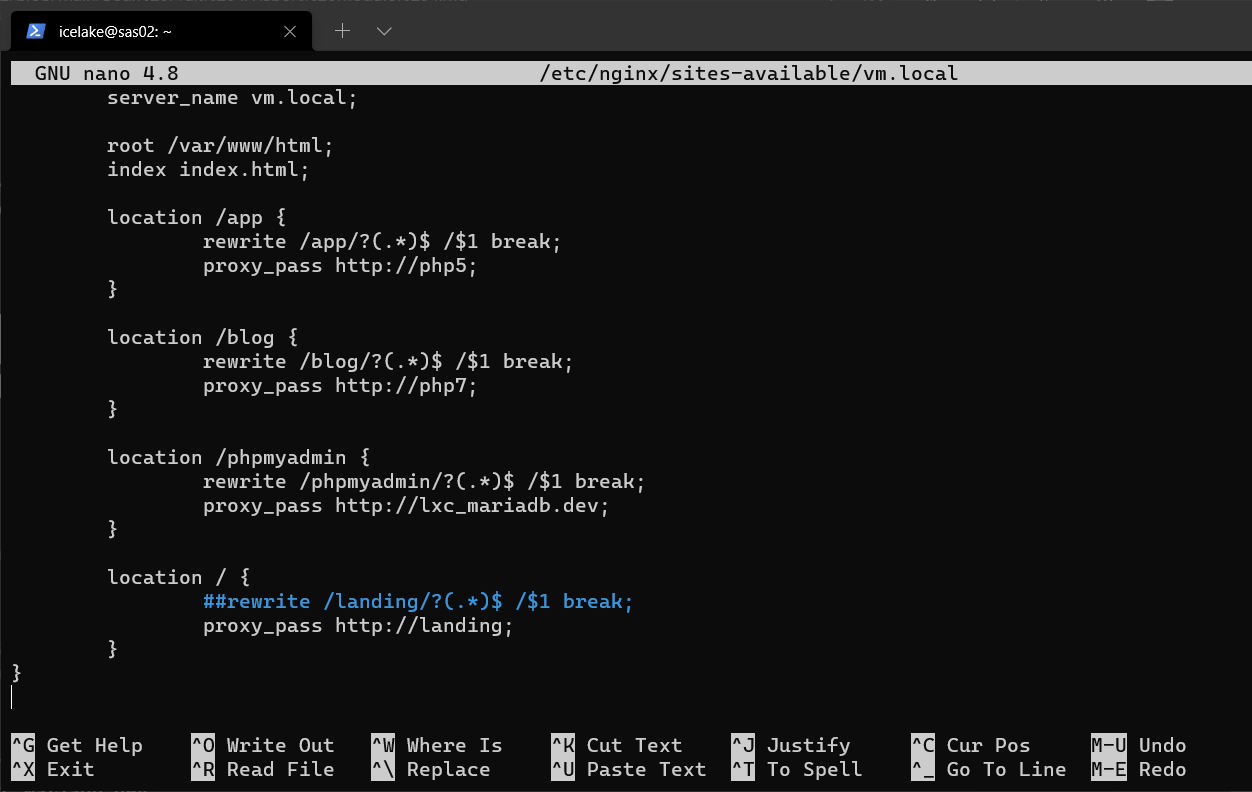 icelake@sas02: ~
GNU nano 4.8 /etc/nginx/sites-available/vm.local
server_name vm.local;
root /var/www/html;
index index.html;
location /app {
rewrite /app/?(.*)$ /$1 break;
proxy_pass http://php5;
}
location /blog {
rewrite /blog/?(.*)$ /$1 break;
proxy_pass http://php7;
}
location /phpmyadmin {
rewrite /phpmyadmin/?(.*)$ /$1 break;
proxy_pass http://lxc_mariadb.dev;
}
location / {
##rewrite /landing/?(.*)$ /$1 break;
proxy_pass http://landing;
}
}
^G Get Help ^O Write Out ^W Where Is ^K Cut Text ^J Justify ^C Cur Pos M-U Undo
^X Exit ^R Read File ^\ Replace ^U Paste Text ^T To Spell ^_ Go To Line M-E Redo